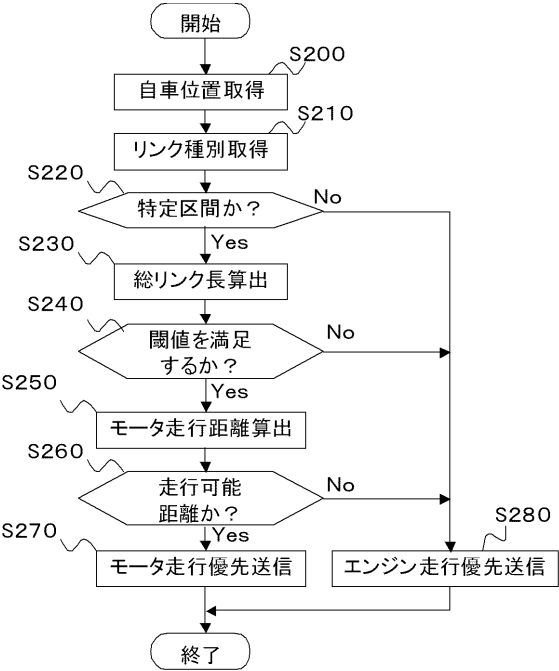 開始
S200
自車位置取得
S210
リンク種別取得
S220
特定区間か？
No
Yes
S230
総リンク長算出
S240
閾値を満足
するか？
No
Yes
S250
モータ走行距離算出
S260
走行可能
距離か？
No
Yes
S270
モータ走行優先送信
S280
エンジン走行優先送信
終了